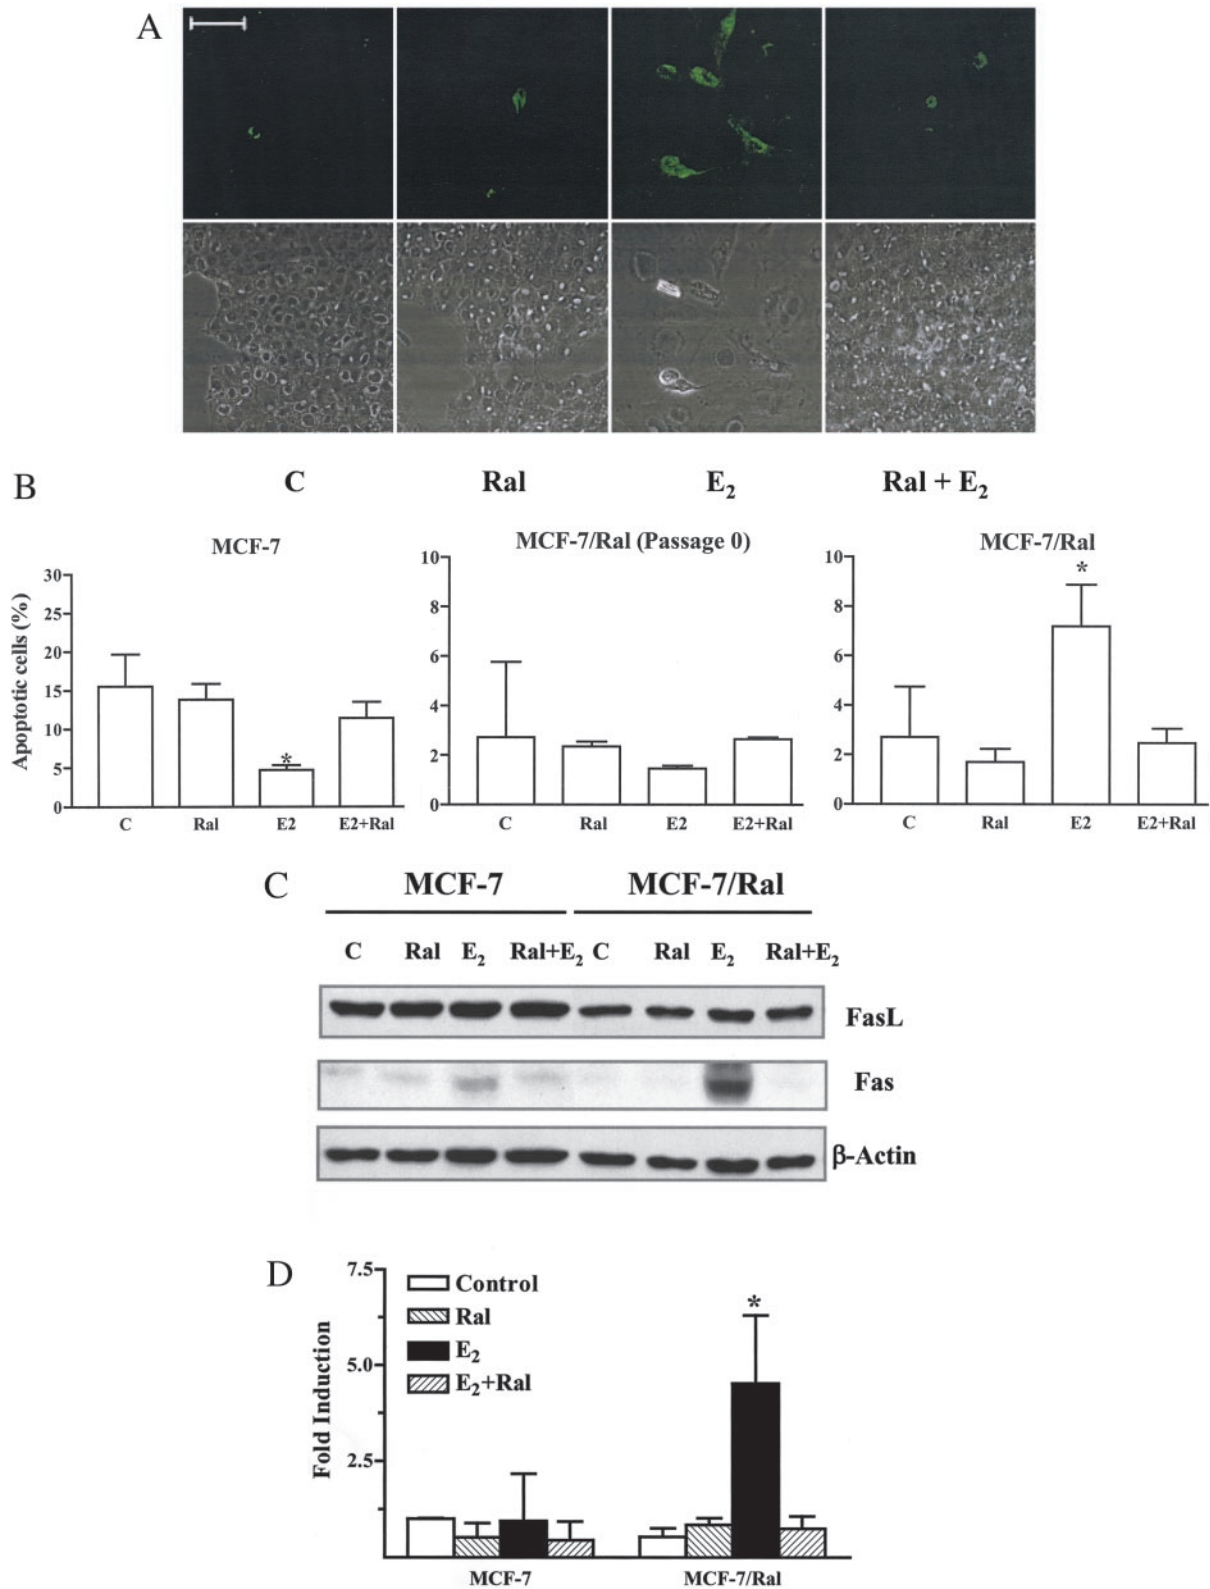 A
B
C Ral E₂ Ral + E₂
MCF-7
MCF-7/Ral (Passage 0)
MCF-7/Ral
Apoptotic cells (%)
30
25
20
15
10
5
0
*
C Ral E2 E2+Ral
10
8
6
4
2
0
C Ral E2 E2+Ral
10
8
6
4
2
0
*
C Ral E2 E2+Ral
C
MCF-7 MCF-7/Ral
C Ral E₂ Ral+E₂ C Ral E₂ Ral+E₂
FasL
Fas
β-Actin
D
Fold Induction
7.5
5.0
2.5
Control
Ral
E₂
E₂+Ral
*
MCF-7 MCF-7/Ral